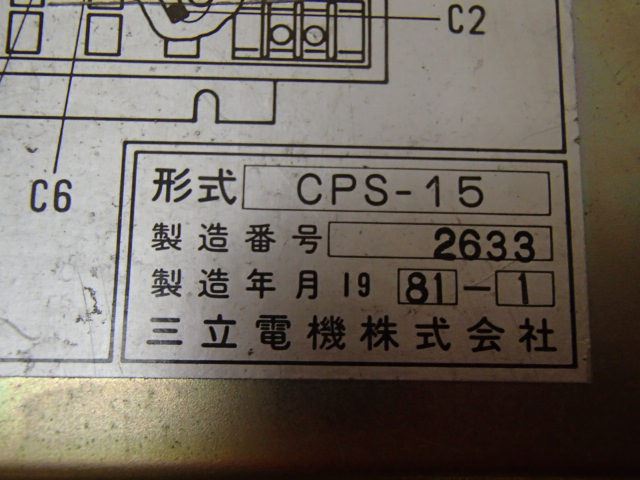 C2
C6
形式 CPS-15
製造番号 2633
製造年月 19 81-1
三立電機株式会社